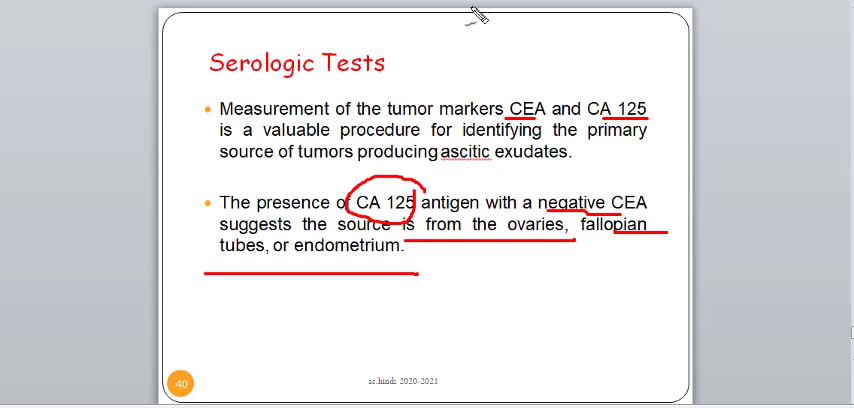 Serologic Tests
• Measurement of the tumor markers CEA and CA 125
is a valuable procedure for identifying the primary
source of tumors producing ascitic exudates.
• The presence of CA 125 antigen with a negative CEA
suggests the source is from the ovaries, fallopian
tubes, or endometrium.
40
as.hindi 2020-2021